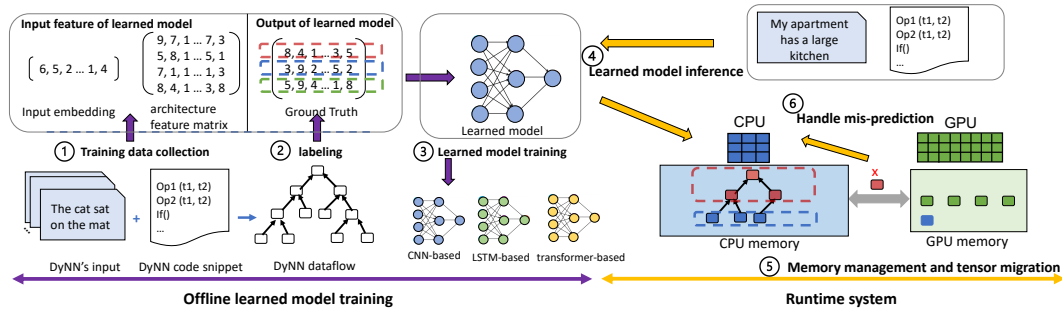 Input feature of learned model
Output of learned model
6, 5, 2 ... 1, 4
9, 7, 1 ... 7, 3
5, 8, 1 ... 5, 1
7, 1, 1 ... 1, 3
8, 4, 1 ... 3, 8
8, 4, 1 ... 3, 5
3, 9, 2 ... 5, 2
5, 9, 4 ... 1, 8
Input embedding
architecture
feature matrix
Ground Truth
Learned model
1 Training data collection
2 labeling
3 Learned model training
The cat sat
on the mat
+
Op1 (t1, t2)
Op2 (t1, t2)
If()
...
DyNN's input
DyNN code snippet
DyNN dataflow
CNN-based
LSTM-based
transformer-based
Offline learned model training
4
Learned model inference
My apartment
has a large
kitchen
Op1 (t1, t2)
Op2 (t1, t2)
If()
...
6
Handle mis-prediction
CPU
GPU
X
CPU memory
GPU memory
5 Memory management and tensor migration
Runtime system